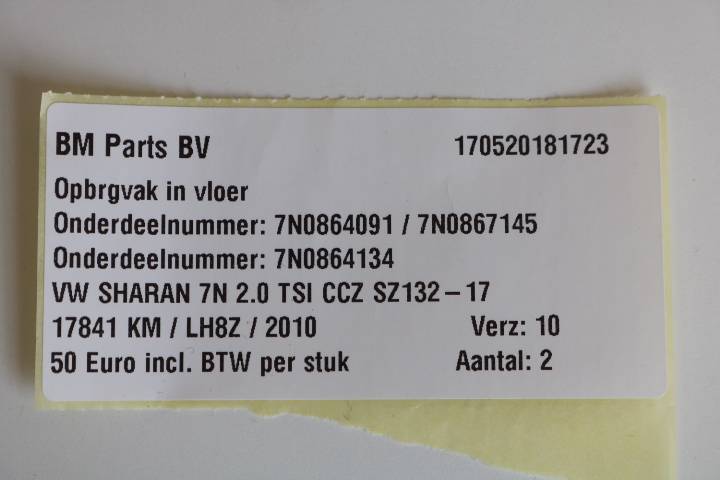 BM Parts BV 170520181723
Opbrgvak in vloer
Onderdeelnummer: 7N0864091 / 7N0867145
Onderdeelnummer: 7N0864134
VW SHARAN 7N 2.0 TSI CCZ SZ132 – 17
17841 KM / LH8Z / 2010 Verz: 10
50 Euro incl. BTW per stuk Aantal: 2